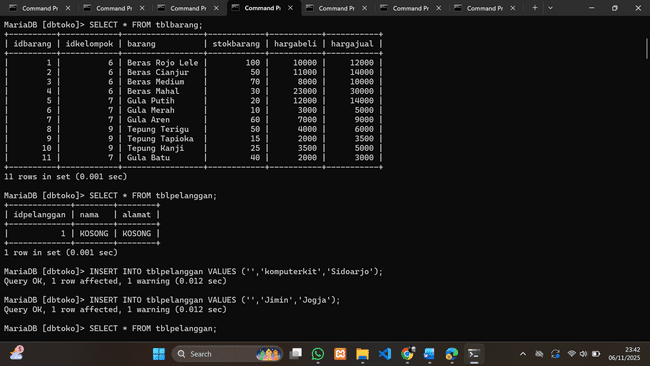 Command Pr
Command Pr
Command Pr
Command Pr
Command Pr
Command Pr
Command Pr
MariaDB [dbtoko]> SELECT * FROM tblbarang;
+----------+------------+-----------------+------------+-----------+-----------+
| idbarang | idkelompok | barang | stokbarang | hargabeli | hargajual |
+----------+------------+-----------------+------------+-----------+-----------+
| 1 | 6 | Beras Rojo Lele | 100 | 10000 | 12000 |
| 2 | 6 | Beras Cianjur | 50 | 11000 | 14000 |
| 3 | 6 | Beras Medium | 70 | 8000 | 10000 |
| 4 | 6 | Beras Mahal | 30 | 23000 | 30000 |
| 5 | 7 | Gula Putih | 20 | 12000 | 14000 |
| 6 | 7 | Gula Merah | 10 | 3000 | 5000 |
| 7 | 7 | Gula Aren | 60 | 7000 | 9000 |
| 8 | 9 | Tepung Terigu | 50 | 4000 | 6000 |
| 9 | 9 | Tepung Tapioka | 15 | 2000 | 3500 |
| 10 | 9 | Tepung Kanji | 25 | 3500 | 5000 |
| 11 | 7 | Gula Batu | 40 | 2000 | 3000 |
+----------+------------+-----------------+------------+-----------+-----------+
11 rows in set (0.001 sec)
MariaDB [dbtoko]> SELECT * FROM tblpelanggan;
+-------------+--------+--------+
| idpelanggan | nama | alamat |
+-------------+--------+--------+
| 1 | KOSONG | KOSONG |
+-------------+--------+--------+
1 row in set (0.001 sec)
MariaDB [dbtoko]> INSERT INTO tblpelanggan VALUES ('','komputerkit','Sidoarjo');
Query OK, 1 row affected, 1 warning (0.012 sec)
MariaDB [dbtoko]> INSERT INTO tblpelanggan VALUES ('','Jimin','Jogja');
Query OK, 1 row affected, 1 warning (0.012 sec)
MariaDB [dbtoko]> SELECT * FROM tblpelanggan;
Search
23:42
06/11/2025